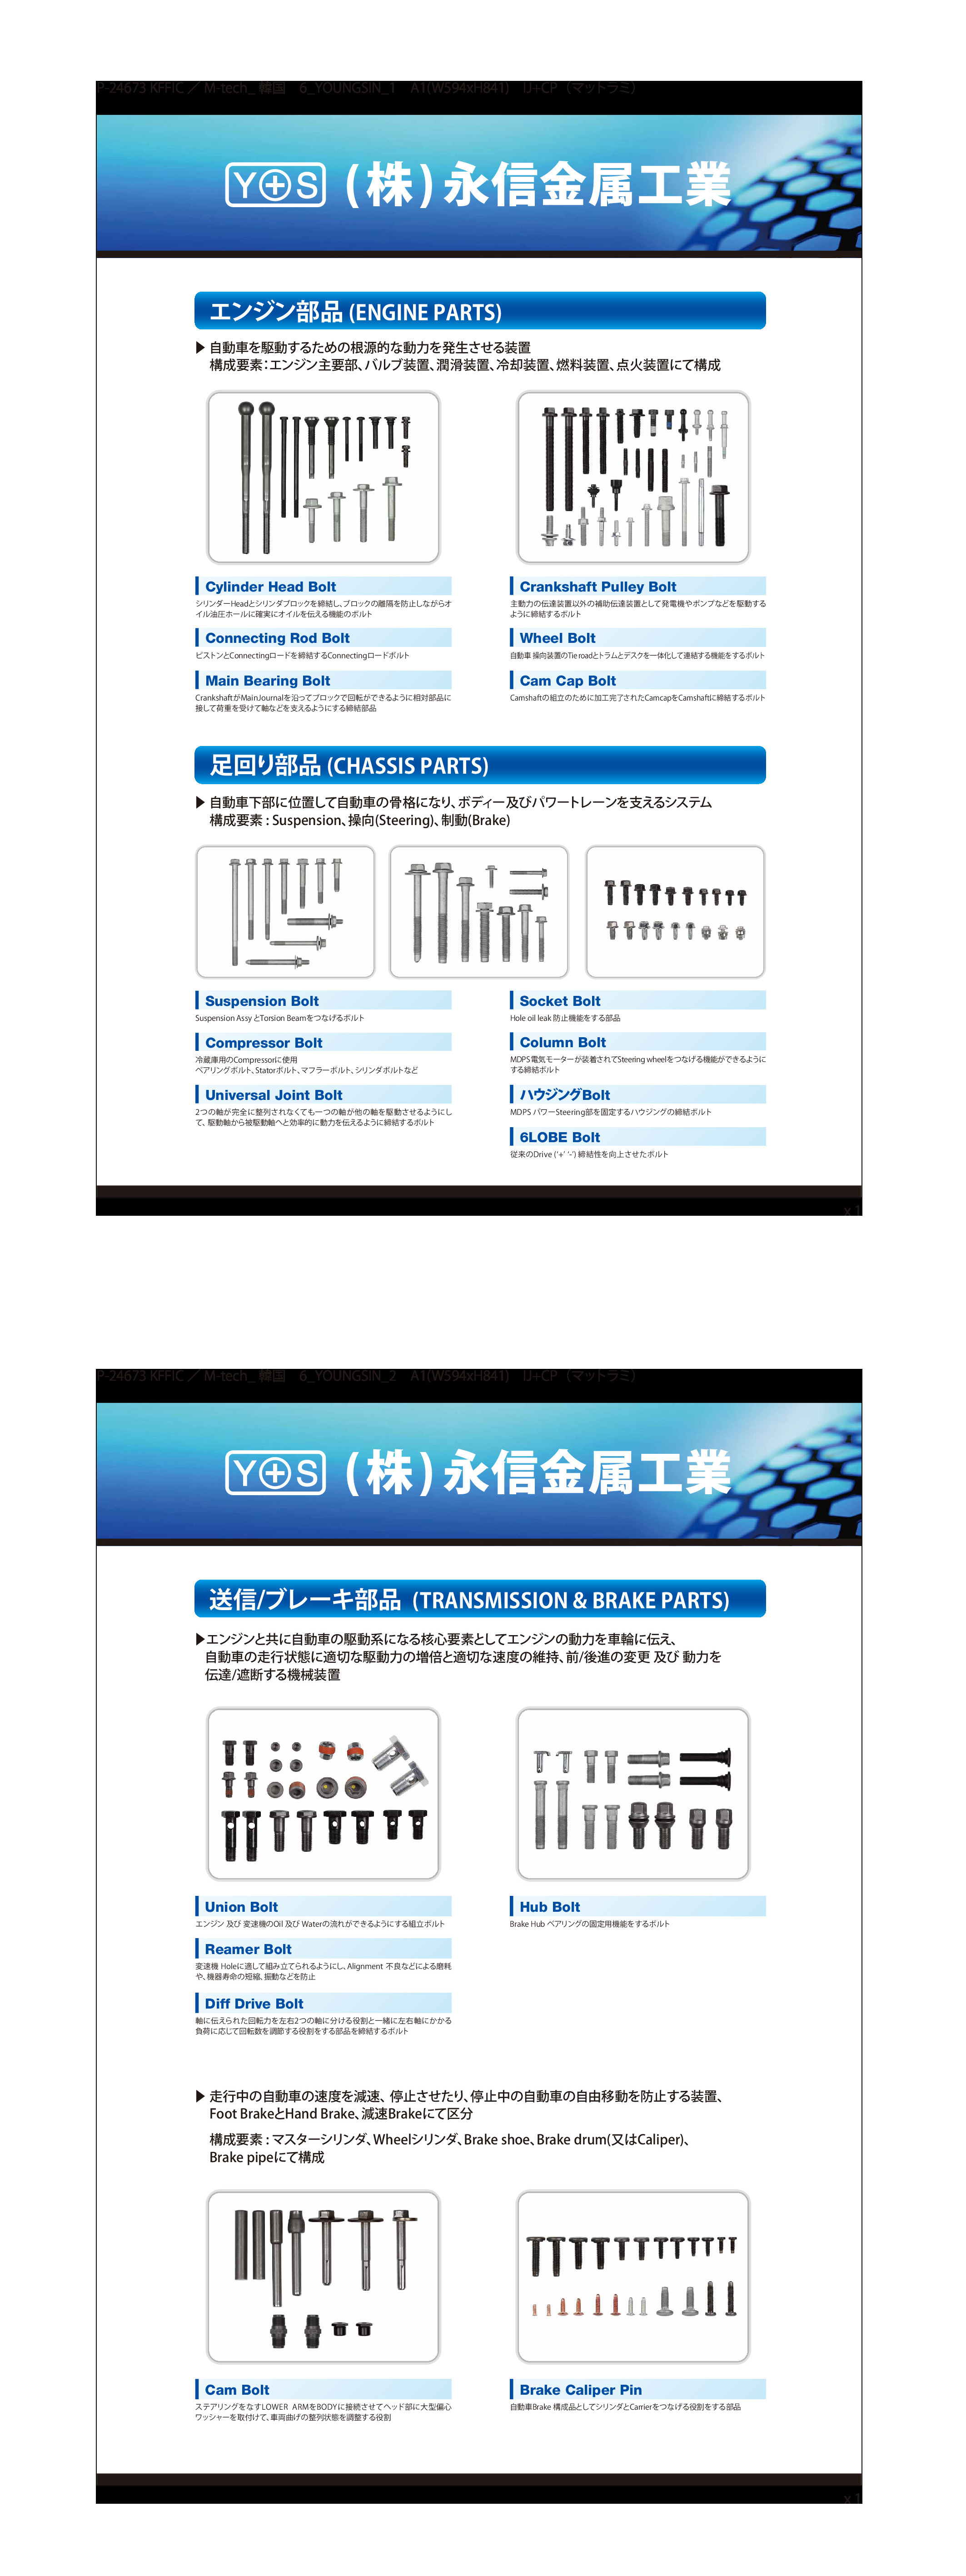 P-24673 KFFIC ／ M-tech_ 韓国　6_YOUNGSIN_1　A1(W594xH841)　IJ+CP（マットラミ）
YS (株) 永信金属工業
エンジン部品 (ENGINE PARTS)
▶ 自動車を駆動するための根源的な動力を発生させる装置
構成要素：エンジン主要部、バルブ装置、潤滑装置、冷却装置、燃料装置、点火装置にて構成
Cylinder Head Bolt
シリンダーHeadとシリンダブロックを締結し、ブロックの離隔を防止しながらオ
イル油圧ホールに確実にオイルを伝える機能のボルト
Connecting Rod Bolt
ピストンとConnectingロードを締結するConnectingロードボルト
Main Bearing Bolt
CrankshaftがMainJournalを沿ってブロックで回転ができるように相対部品に
接して荷重を受けて軸などを支えるようにする締結部品
Crankshaft Pulley Bolt
主動力の伝達装置以外の補助伝達装置として発電機やポンプなどを駆動する
ように締結するボルト
Wheel Bolt
自動車 操向装置のTie roadとトラムとデスクを一体化して連結する機能をするボルト
Cam Cap Bolt
Camshaftの組立のために加工完了されたCamcapをCamshaftに締結するボルト
足回り部品 (CHASSIS PARTS)
▶ 自動車下部に位置して自動車の骨格になり、ボディー及びパワートレーンを支えるシステム
構成要素 : Suspension、操向(Steering)、制動(Brake)
Suspension Bolt
Suspension Assy とTorsion Beamをつなげるボルト
Compressor Bolt
冷蔵庫用のCompressorに使用
ベアリングボルト、Statorボルト、マフラーボルト、シリンダボルトなど
Universal Joint Bolt
2つの軸が完全に整列されなくても一つの軸が他の軸を駆動させるようにし
て、駆動軸から被駆動軸へと効率的に動力を伝えるように締結するボルト
Socket Bolt
Hole oil leak 防止機能をする部品
Column Bolt
MDPS電気モーターが装着されてSteering wheelをつなげる機能ができるように
する締結ボルト
ハウジングBolt
MDPS パワーSteering部を固定するハウジングの締結ボルト
6LOBE Bolt
従来のDrive (‘+’ ‘-’) 締結性を向上させたボルト
x 1
P-24673 KFFIC ／ M-tech_ 韓国　6_YOUNGSIN_2　A1(W594xH841)　IJ+CP（マットラミ）
YS (株) 永信金属工業
送信/ブレーキ部品 (TRANSMISSION & BRAKE PARTS)
▶エンジンと共に自動車の駆動系になる核心要素としてエンジンの動力を車輪に伝え、
自動車の走行状態に適切な駆動力の増倍と適切な速度の維持、前/後進の変更 及び 動力を
伝達/遮断する機械装置
Union Bolt
エンジン 及び 変速機のOil 及び Waterの流れができるようにする組立ボルト
Reamer Bolt
変速機 Holeに適して組み立てられるようにし、Alignment 不良などによる磨耗
や、機器寿命の短縮、振動などを防止
Diff Drive Bolt
軸に伝えられた回転力を左右2つの軸に分ける役割と一緒に左右軸にかかる
負荷に応じて回転数を調節する役割をする部品を締結するボルト
Hub Bolt
Brake Hub ベアリングの固定用機能をするボルト
▶ 走行中の自動車の速度を減速、停止させたり、停止中の自動車の自由移動を防止する装置、
Foot BrakeとHand Brake、減速Brakeにて区分
構成要素 : マスターシリンダ、Wheelシリンダ、Brake shoe、Brake drum(又はCaliper)、
Brake pipeにて構成
Cam Bolt
ステアリングをなすLOWER ARMをBODYに接続させてヘッド部に大型偏心
ワッシャーを取付けて、車両曲げの整列状態を調整する役割
Brake Caliper Pin
自動車Brake 構成品としてシリンダとCarrierをつなげる役割をする部品
x 1